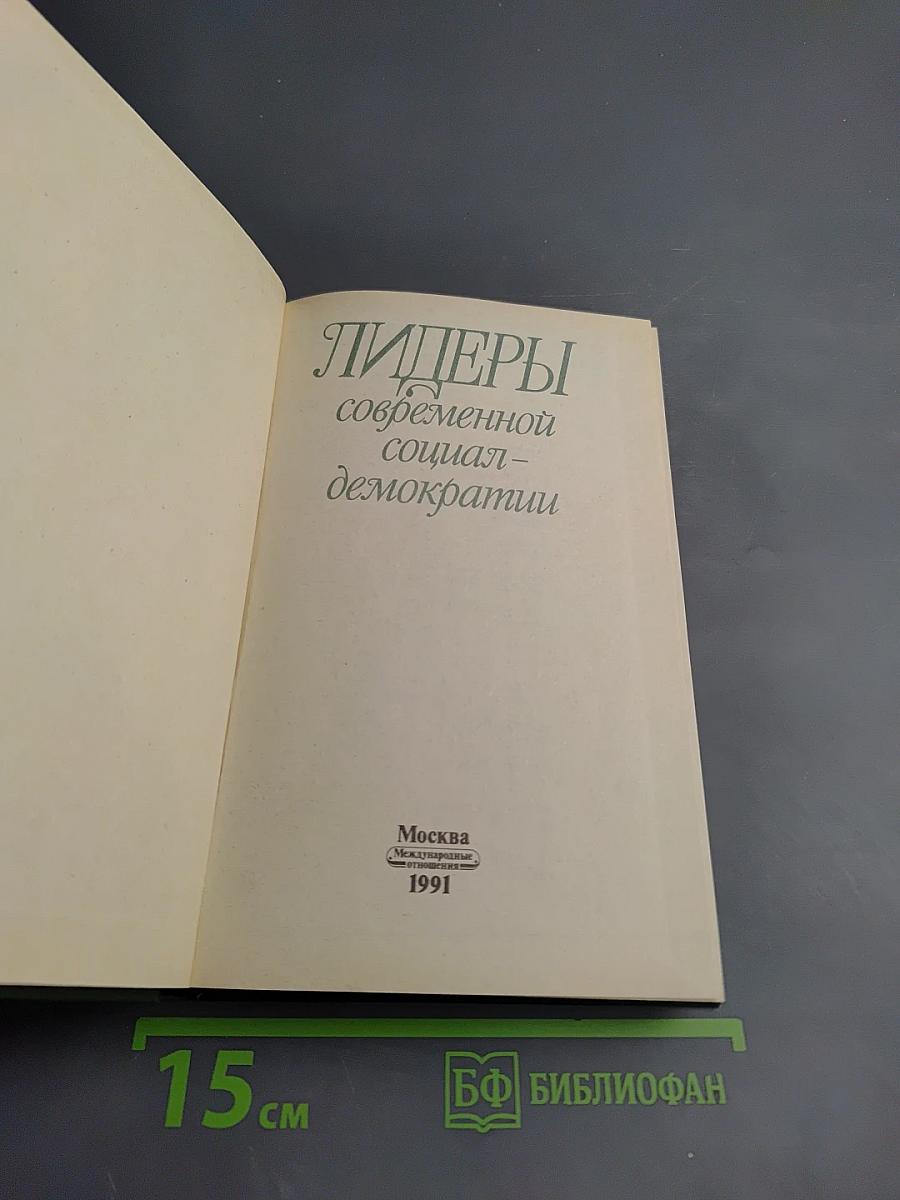 ЛИДЕРЫ
современной
социал-
демократии
Москва
Международные
отношения
1991
15 см
БФ БИБЛИОФАН